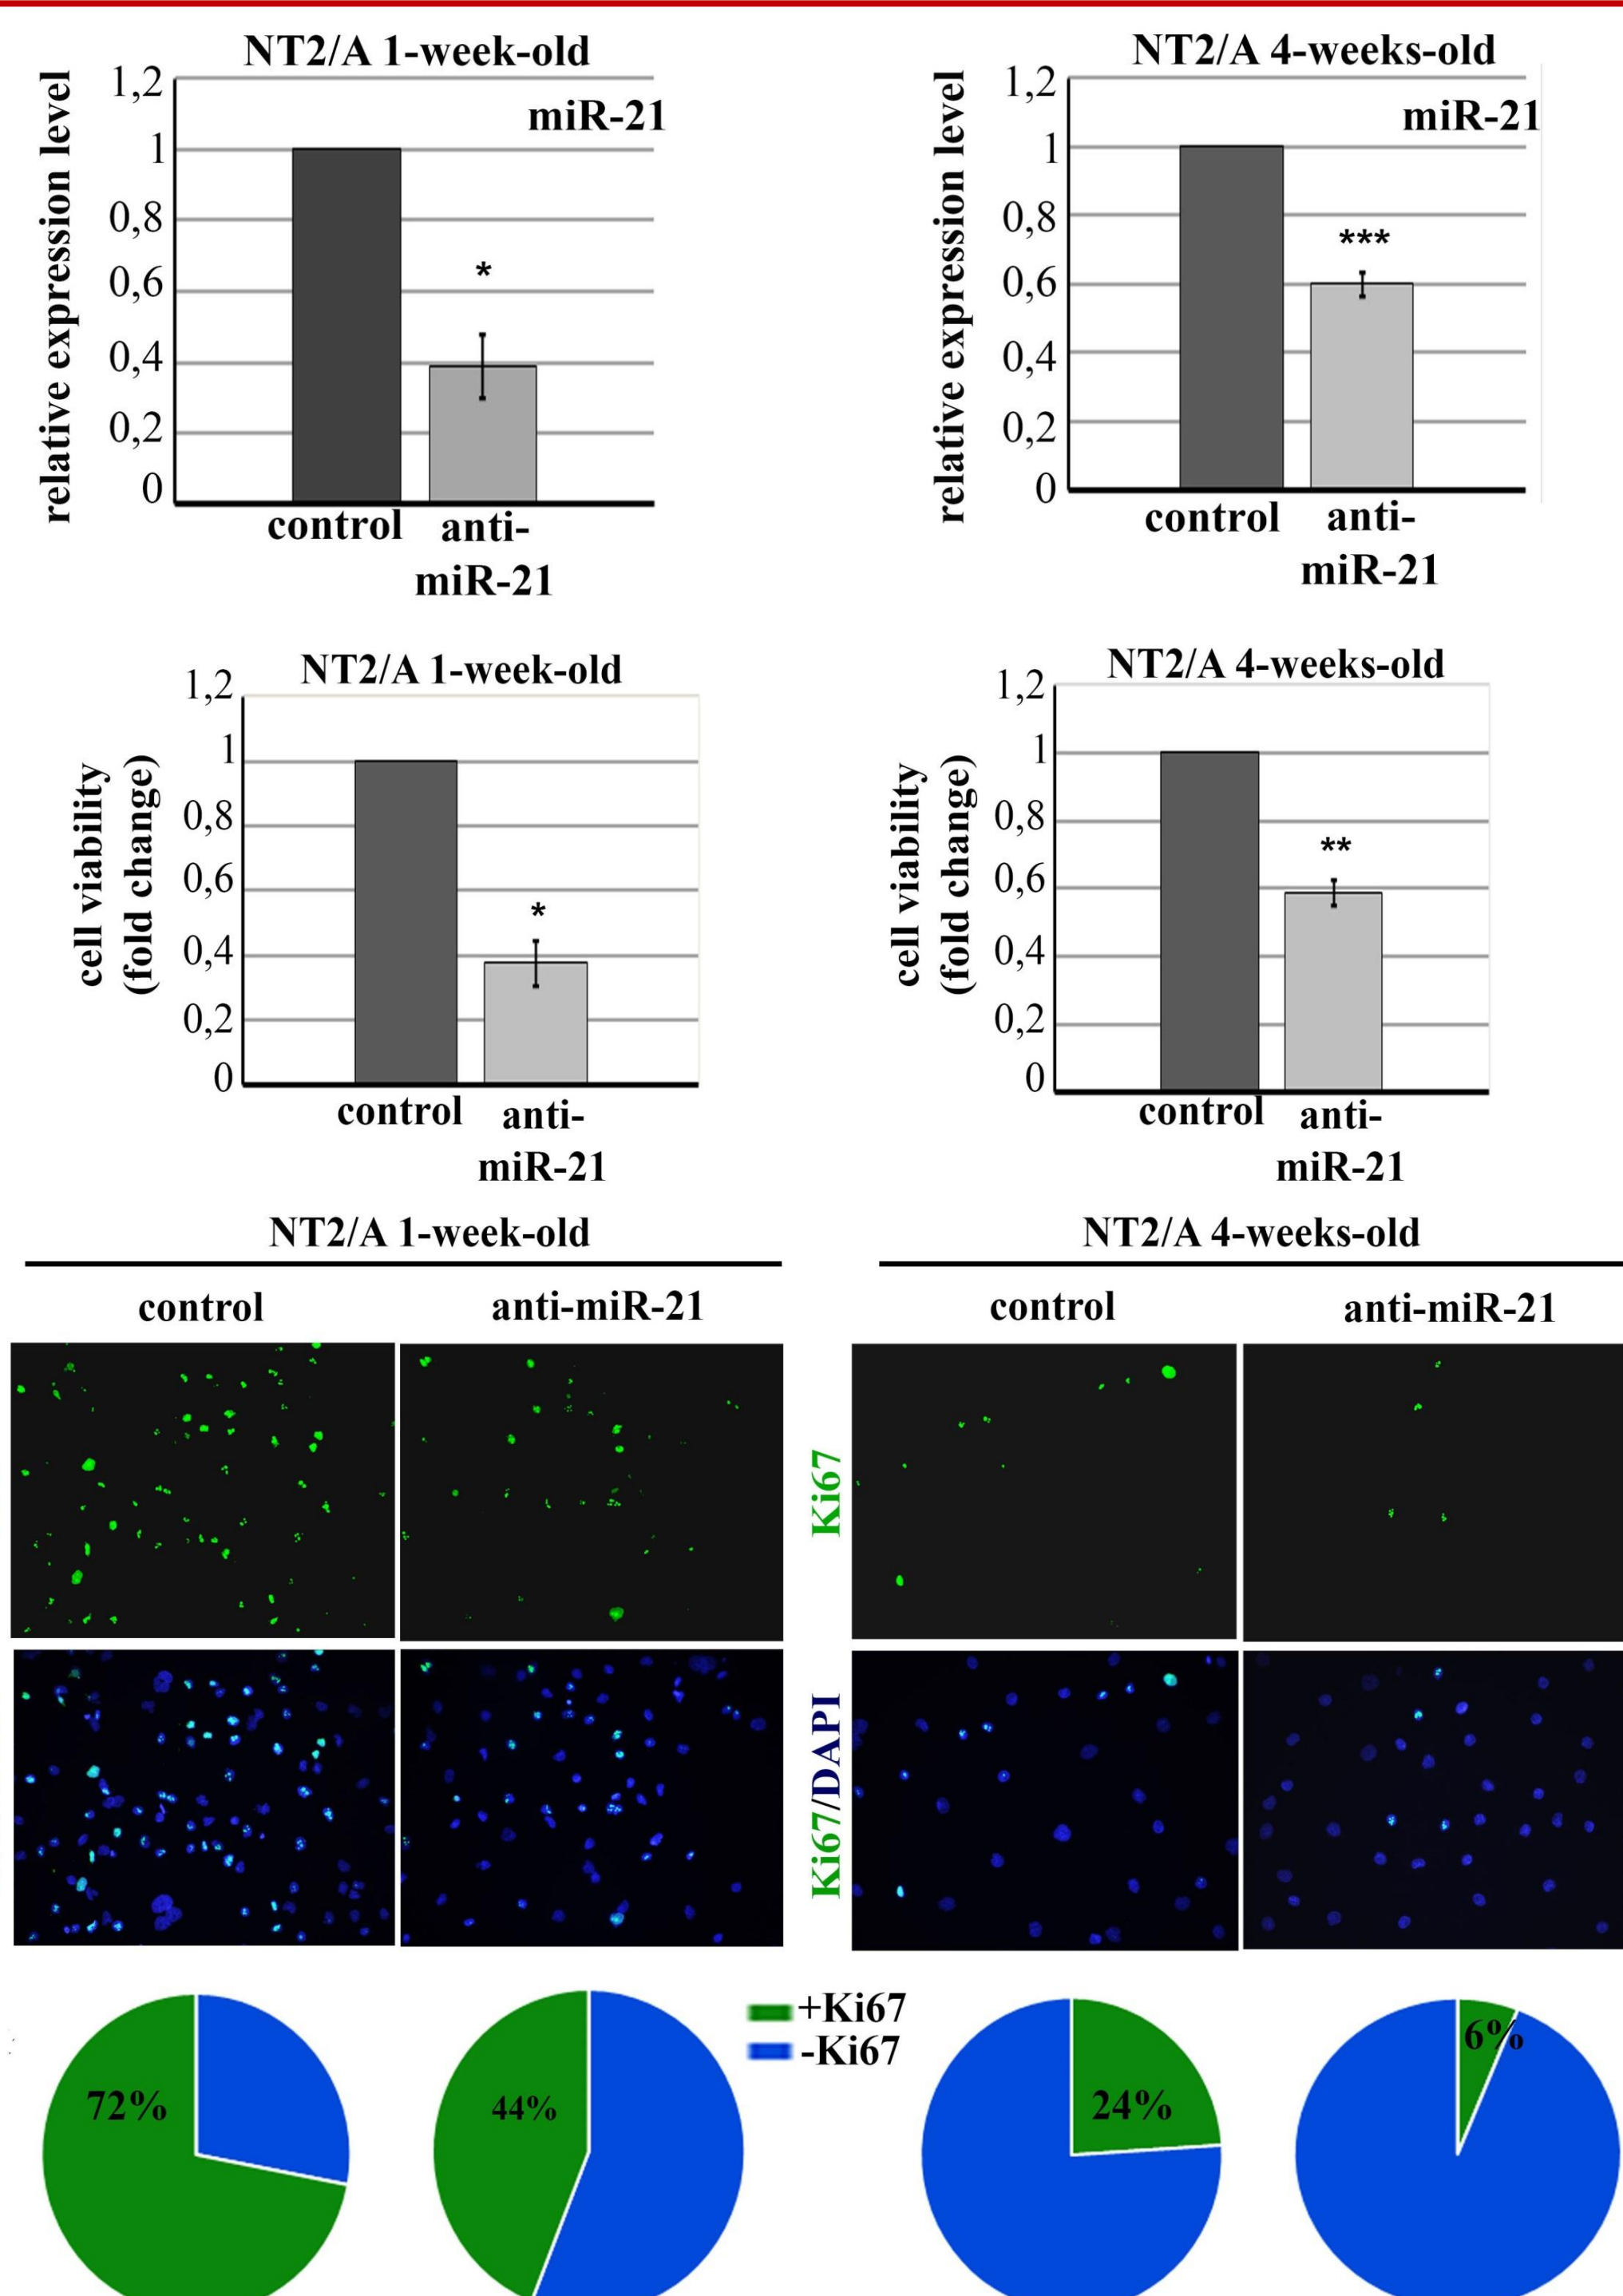 NT2/A 1-week-old
miR-21
relative expression level
1,2
1
0,8
0,6
0,4
0,2
0
*
control
anti-
miR-21
NT2/A 4-weeks-old
miR-21
relative expression level
1,2
1
0,8
0,6
0,4
0,2
0
***
control
anti-
miR-21
NT2/A 1-week-old
cell viability
(fold change)
1,2
1
0,8
0,6
0,4
0,2
0
*
control
anti-
miR-21
NT2/A 4-weeks-old
cell viability
(fold change)
1,2
1
0,8
0,6
0,4
0,2
0
**
control
anti-
miR-21
NT2/A 1-week-old
control
anti-miR-21
NT2/A 4-weeks-old
control
anti-miR-21
Ki67
Ki67/DAPI
72%
44%
+Ki67
-Ki67
24%
6%